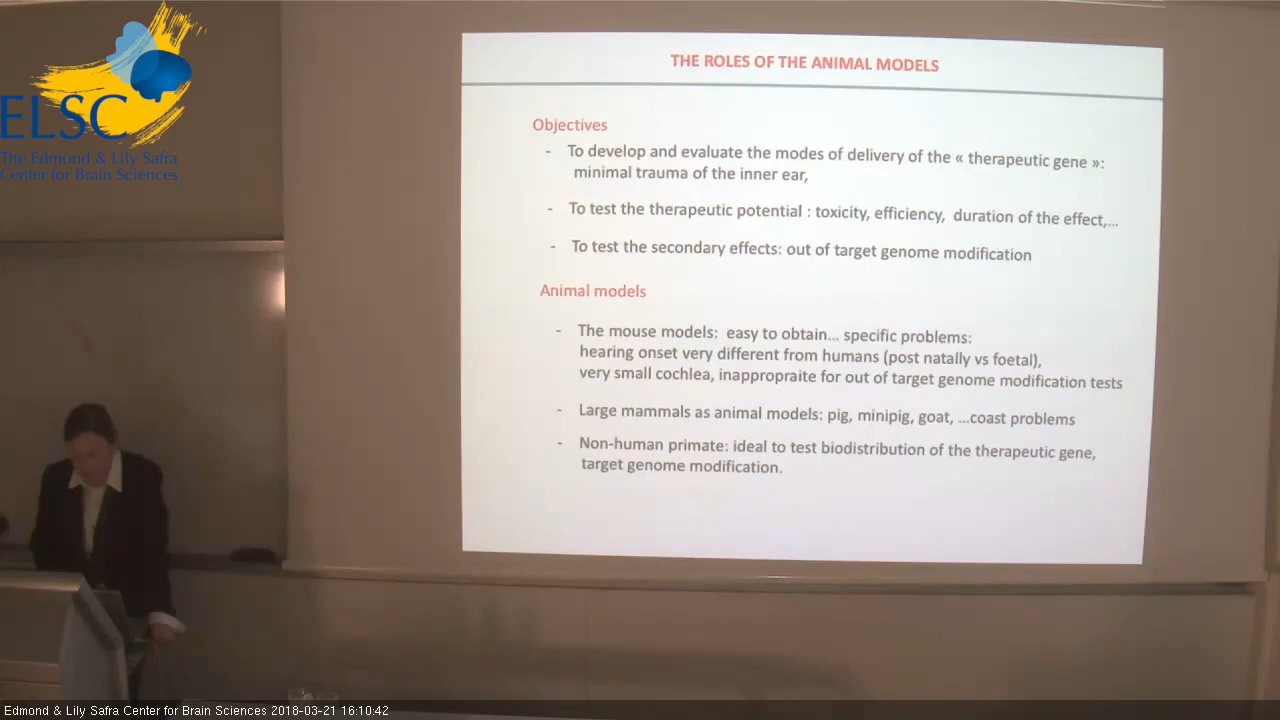 ELSC
The Edmond & Lily Safra
Center for Brain Sciences
THE ROLES OF THE ANIMAL MODELS
Objectives
- To develop and evaluate the modes of delivery of the « therapeutic gene »:
minimal trauma of the inner ear,
- To test the therapeutic potential : toxicity, efficiency, duration of the effect,...
- To test the secondary effects: out of target genome modification
Animal models
- The mouse models: easy to obtain... specific problems:
hearing onset very different from humans (post natally vs foetal),
very small cochlea, inappropraite for out of target genome modification tests
- Large mammals as animal models: pig, minipig, goat, ...coast problems
- Non-human primate: ideal to test biodistribution of the therapeutic gene,
target genome modification.
Edmond & Lily Safra Center for Brain Sciences 2018-03-21 16:10:42